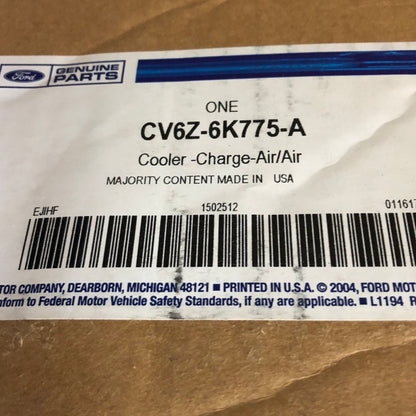 Ford
GENUINE
PARTS
ONE
CV6Z-6K775-A
Cooler -Charge-Air/Air
MAJORITY CONTENT MADE IN USA
EJIHF 1502512 011617
OTOR COMPANY, DEARBORN, MICHIGAN 48121 ■ PRINTED IN U.S.A. © 2004, FORD MOT
nform to Federal Motor Vehicle Safety Standards, if any are applicable. ■ L1194 R